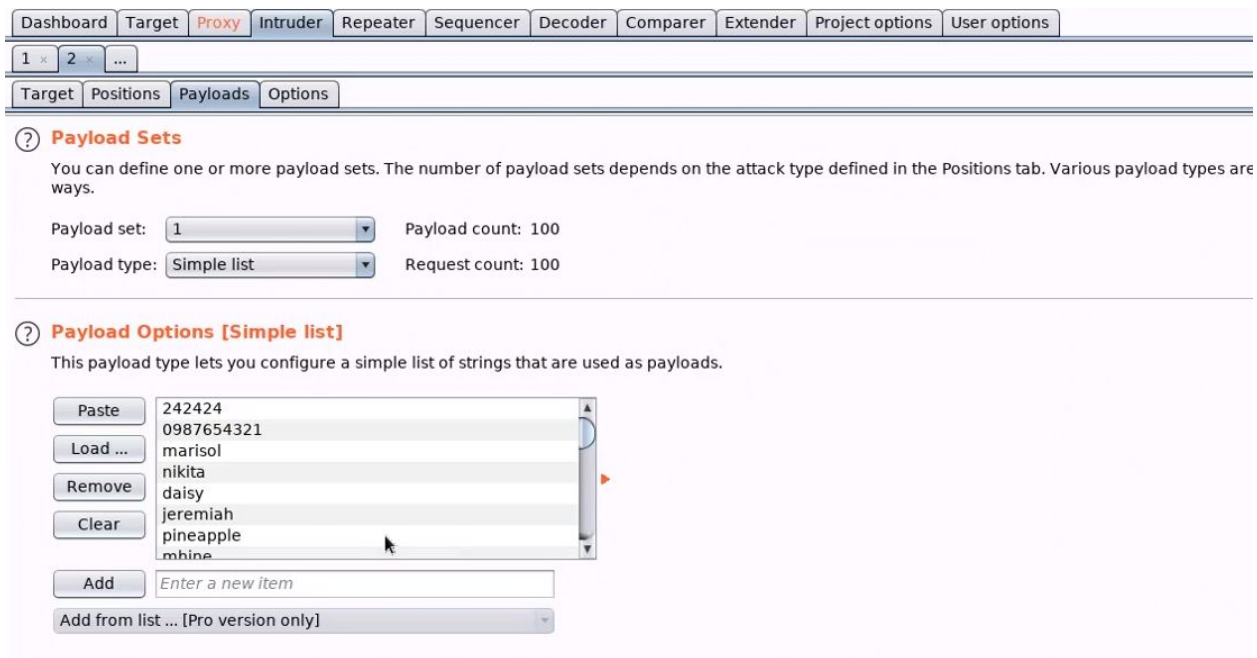 Dashboard Target Proxy Intruder Repeater Sequencer Decoder Comparer Extender Project options User options
1 × 2 × ...
Target Positions Payloads Options
? Payload Sets
You can define one or more payload sets. The number of payload sets depends on the attack type defined in the Positions tab. Various payload types are
ways.
Payload set: 1 Payload count: 100
Payload type: Simple list Request count: 100
? Payload Options [Simple list]
This payload type lets you configure a simple list of strings that are used as payloads.
Paste
Load ...
Remove
Clear
242424
0987654321
marisol
nikita
daisy
jeremiah
pineapple
mhine
Add Enter a new item
Add from list ... [Pro version only]